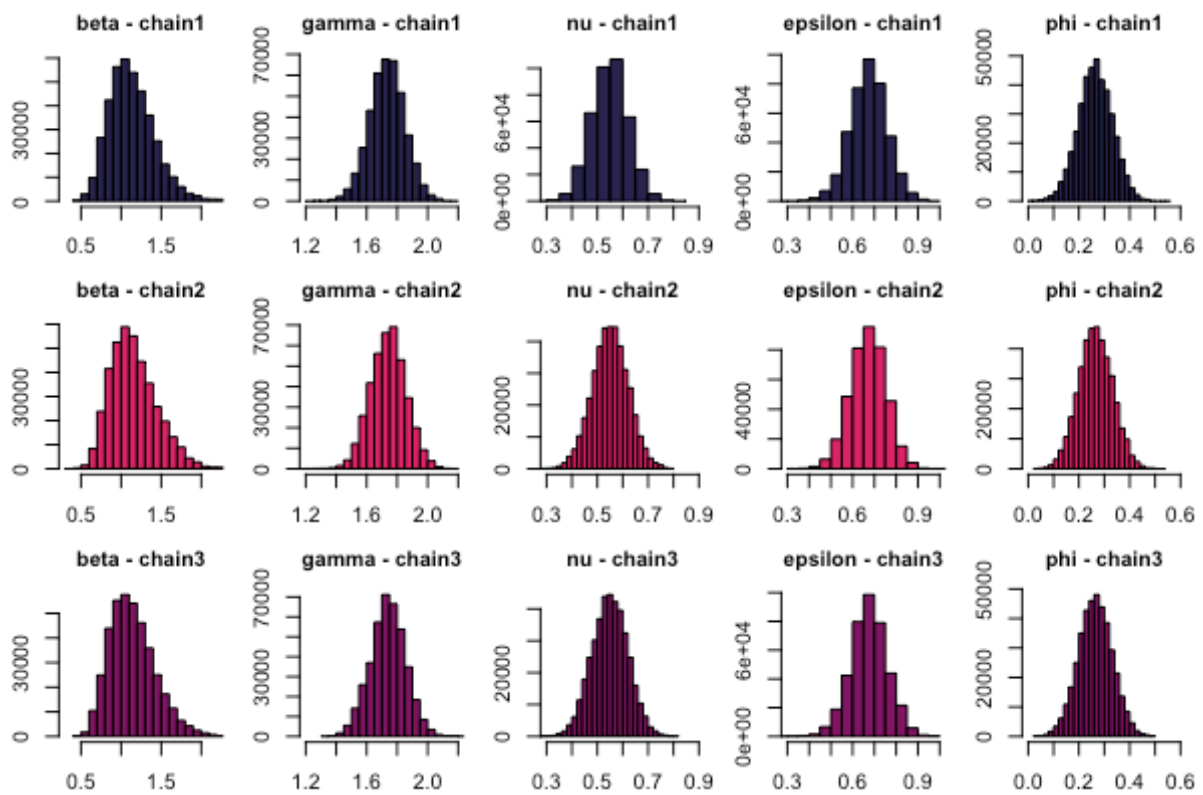 beta - chain1
0
30000
0.5 1.5
gamma - chain1
0
30000
70000
1.2 1.6 2.0
nu - chain1
0e+00
6e+04
0.3 0.5 0.7 0.9
epsilon - chain1
0e+00
6e+04
0.3 0.6 0.9
phi - chain1
0
20000
50000
0.0 0.2 0.4 0.6
beta - chain2
0
30000
0.5 1.5
gamma - chain2
0
30000
70000
1.2 1.6 2.0
nu - chain2
0
20000
0.3 0.5 0.7 0.9
epsilon - chain2
0
40000
0.3 0.6 0.9
phi - chain2
0
20000
0.0 0.2 0.4 0.6
beta - chain3
0
30000
0.5 1.5
gamma - chain3
0
30000
70000
1.2 1.6 2.0
nu - chain3
0
20000
0.3 0.5 0.7 0.9
epsilon - chain3
0e+00
6e+04
0.3 0.6 0.9
phi - chain3
0
20000
50000
0.0 0.2 0.4 0.6